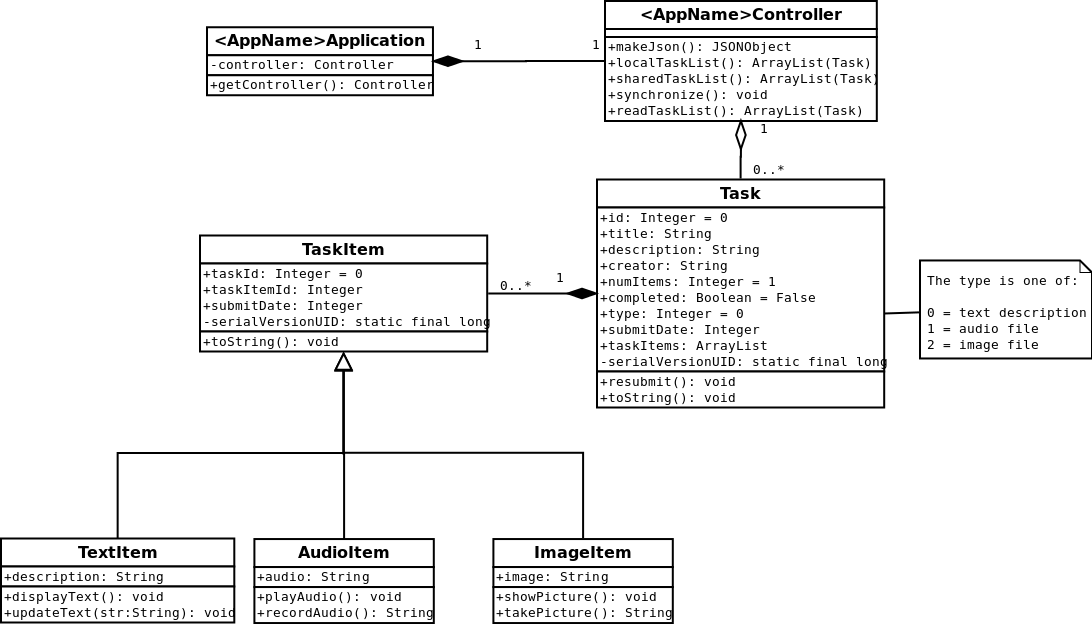 <AppName>Application
-controller: Controller
+getController(): Controller
1
1
<AppName>Controller
+makeJson(): JSONObject
+localTaskList(): ArrayList(Task)
+sharedTaskList(): ArrayList(Task)
+synchronize(): void
+readTaskList(): ArrayList(Task)
1
0..*
Task
+id: Integer = 0
+title: String
+description: String
+creator: String
+numItems: Integer = 1
+completed: Boolean = False
+type: Integer = 0
+submitDate: Integer
+taskItems: ArrayList
-serialVersionUID: static final long
+resubmit(): void
+toString(): void
The type is one of:
0 = text description
1 = audio file
2 = image file
TaskItem
+taskId: Integer = 0
+taskItemId: Integer
+submitDate: Integer
-serialVersionUID: static final long
+toString(): void
0..*
1
TextItem
+description: String
+displayText(): void
+updateText(str:String): void
AudioItem
+audio: String
+playAudio(): void
+recordAudio(): String
ImageItem
+image: String
+showPicture(): void
+takePicture(): String